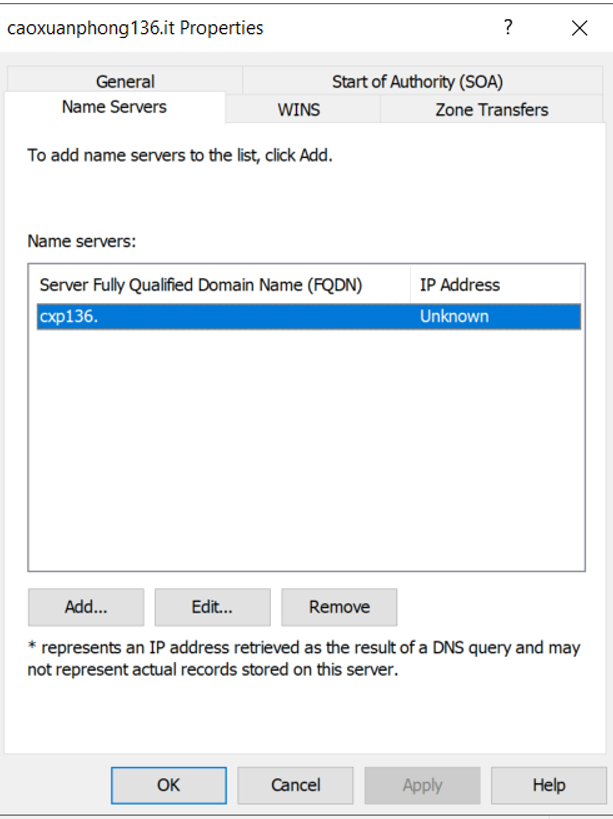 caoxuanphong136.it Properties
?
General
Start of Authority (SOA)
Name Servers
WINS
Zone Transfers
To add name servers to the list, click Add.
Name servers:
Server Fully Qualified Domain Name (FQDN)
IP Address
cxp136.
Unknown
Add...
Edit...
Remove
* represents an IP address retrieved as the result of a DNS query and may
not represent actual records stored on this server.
OK
Cancel
Apply
Help